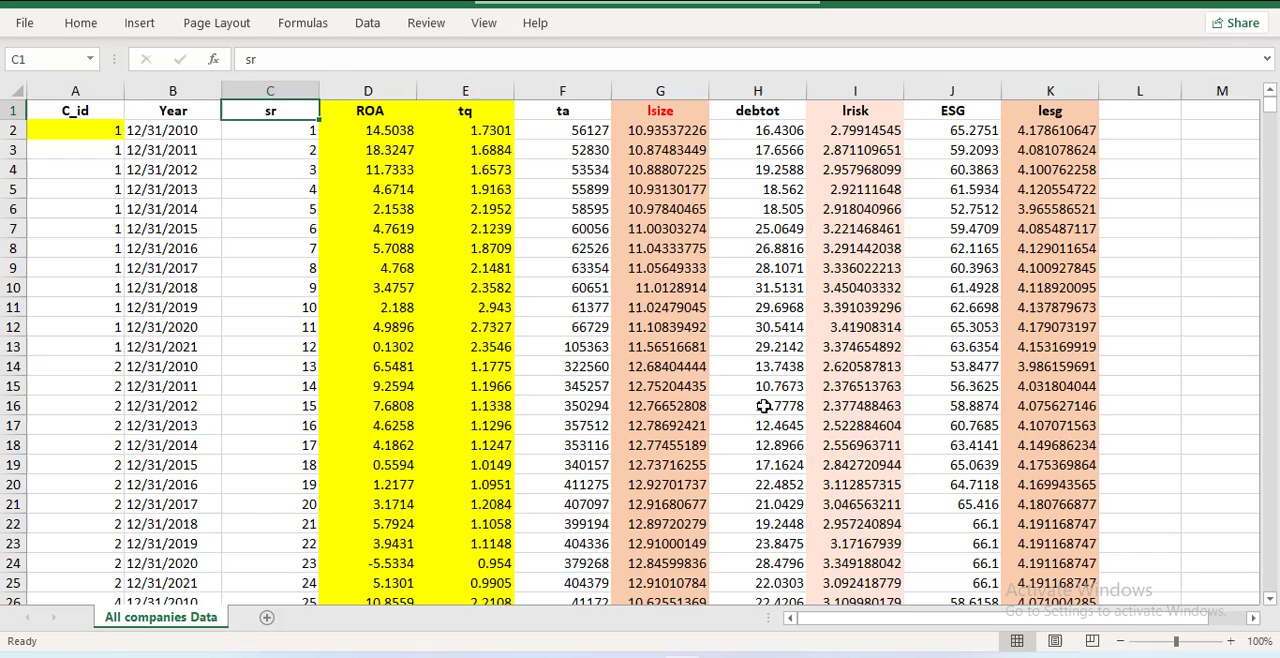 File Home Insert Page Layout Formulas Data Review View Help Share
C1 fx sr
A B C D E F G H I J K L M
1 C_id Year sr ROA tq ta lsize debtot lrisk ESG lesg
2 1 12/31/2010 1 14.5038 1.7301 56127 10.93537226 16.4306 2.79914545 65.2751 4.178610647
3 1 12/31/2011 2 18.3247 1.6884 52830 10.87483449 17.6566 2.871109651 59.2093 4.081078624
4 1 12/31/2012 3 11.7333 1.6573 53534 10.88807225 19.2588 2.957968099 60.3863 4.100762258
5 1 12/31/2013 4 4.6714 1.9163 55899 10.93130177 18.562 2.92111648 61.5934 4.120554722
6 1 12/31/2014 5 2.1538 2.1952 58595 10.97840465 18.505 2.918040966 52.7512 3.965586521
7 1 12/31/2015 6 4.7619 2.1239 60056 11.00303274 25.0649 3.221468461 59.4709 4.085487117
8 1 12/31/2016 7 5.7088 1.8709 62526 11.04333775 26.8816 3.291442038 62.1165 4.129011654
9 1 12/31/2017 8 4.768 2.1481 63354 11.05649333 28.1071 3.336022213 60.3963 4.100927845
10 1 12/31/2018 9 3.4757 2.3582 60651 11.0128914 31.5131 3.450400332 61.4928 4.118920095
11 1 12/31/2019 10 2.188 2.943 61377 11.02479045 29.6968 3.391039296 62.6698 4.137879673
12 1 12/31/2020 11 4.9896 2.7327 66729 11.10839492 30.5414 3.41908314 65.3053 4.179073197
13 1 12/31/2021 12 0.1302 2.3546 105363 11.56516681 29.2142 3.374654892 63.6354 4.153169919
14 2 12/31/2010 13 6.5481 1.1775 322560 12.68404444 13.7438 2.620587813 53.8477 3.986159691
15 2 12/31/2011 14 9.2594 1.1966 345257 12.75204435 10.7673 2.376513763 56.3625 4.031804044
16 2 12/31/2012 15 7.6808 1.1338 350294 12.76652808 .7778 2.377488463 58.8874 4.075627146
17 2 12/31/2013 16 4.6258 1.1296 357512 12.78692421 12.4645 2.522884604 60.7685 4.107071563
18 2 12/31/2014 17 4.1862 1.1247 353116 12.77455189 12.8966 2.556963711 63.4141 4.149686234
19 2 12/31/2015 18 0.5594 1.0149 340157 12.73716255 17.1624 2.842720944 65.0639 4.175369864
20 2 12/31/2016 19 1.2177 1.0951 411275 12.92701737 22.4852 3.112857315 64.7118 4.169943565
21 2 12/31/2017 20 3.1714 1.2084 407097 12.91680677 21.0429 3.046563211 65.416 4.180766877
22 2 12/31/2018 21 5.7924 1.1058 399194 12.89720279 19.2448 2.957240894 66.1 4.191168747
23 2 12/31/2019 22 3.9431 1.1148 404336 12.91000149 23.8475 3.17167939 66.1 4.191168747
24 2 12/31/2020 23 -5.5334 0.954 379268 12.84599836 28.4796 3.349188042 66.1 4.191168747
25 2 12/31/2021 24 5.1301 0.9905 404379 12.91010784 22.0303 3.092418779 66.1 4.191168747
26 4 12/31/2010 25 10.8559 2.2108 41172 10.62551369 22.4206 3.109980179 58.6158 4.071004285
Activate Windows
Go to Settings to activate Windows.
All companies Data
Ready 100%